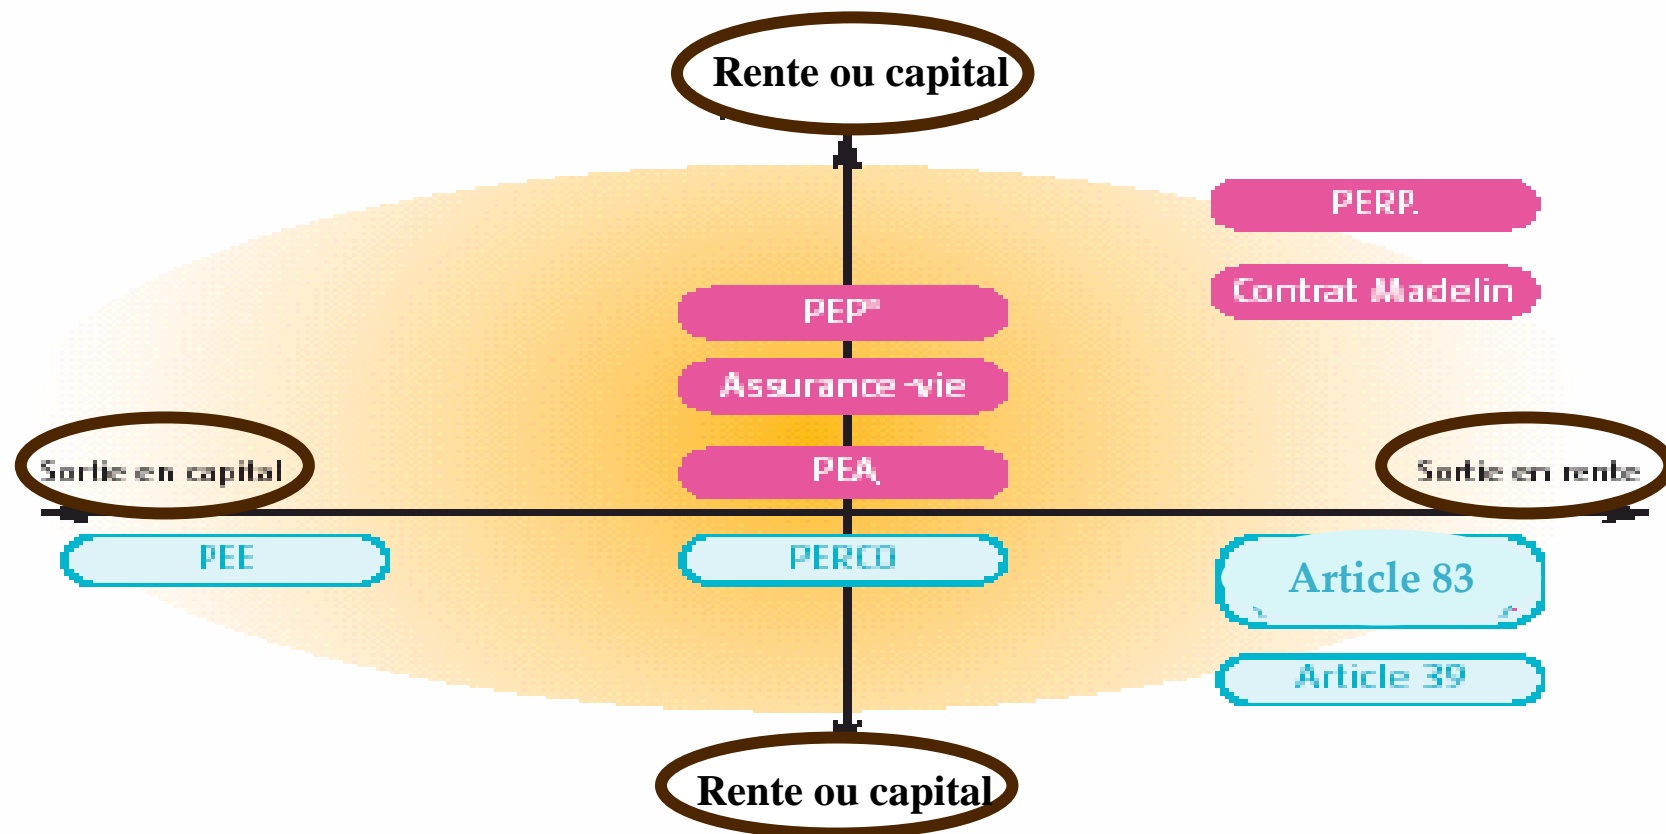 Rente ou capital
PERP.
Contrat Madelin
PEP*
Assurance-vie
Sortie en capital
PEA
Sortie en rente
PEE
PERCO
Article 83
Article 39
Rente ou capital